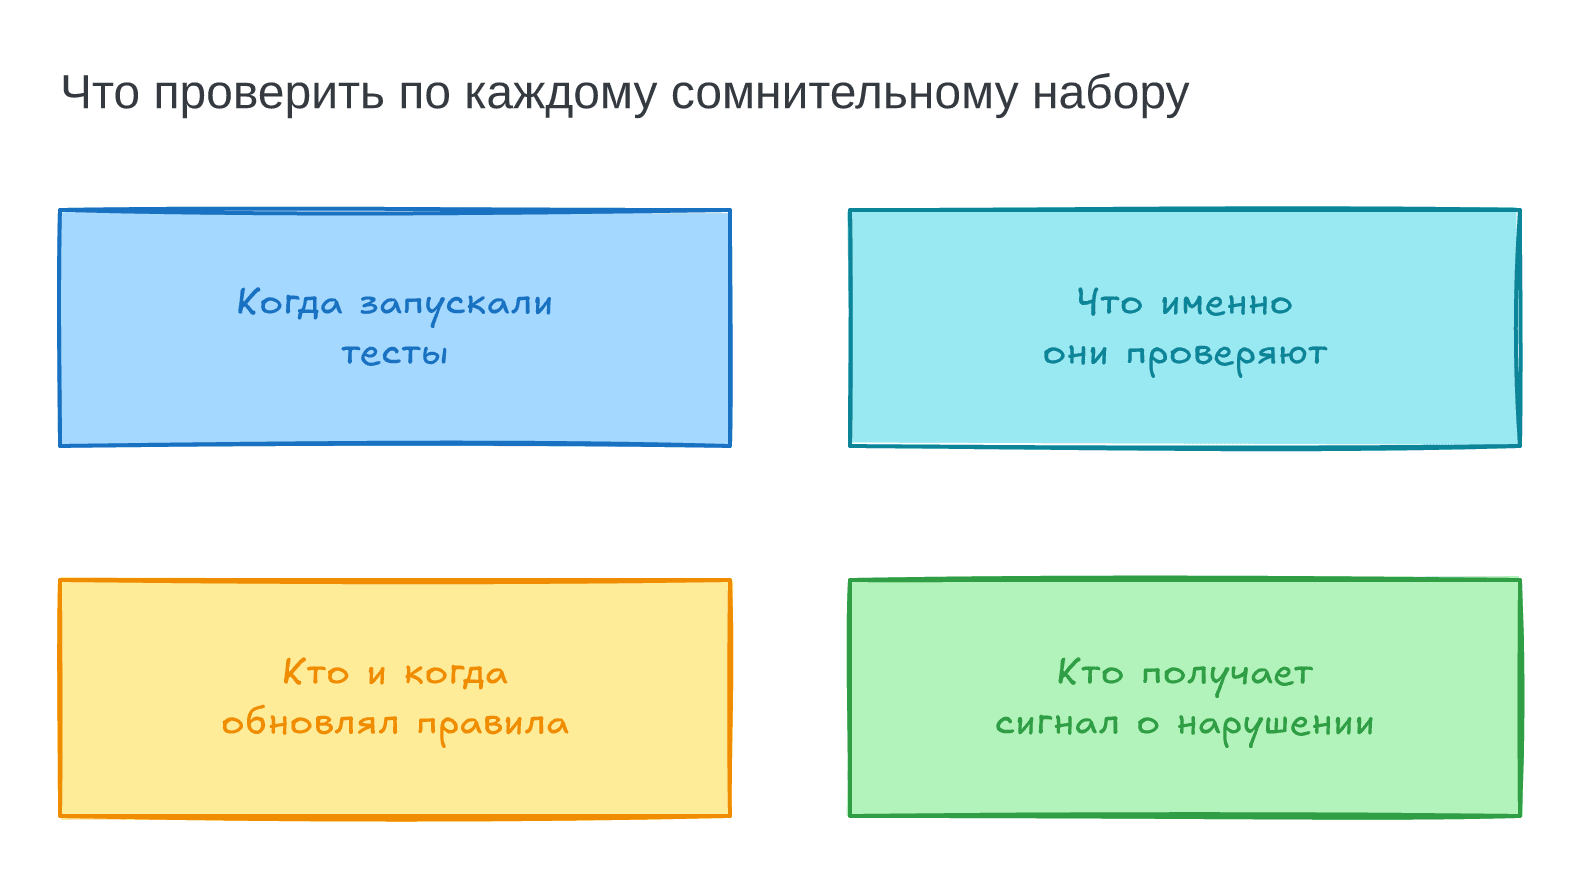 Что проверить по каждому сомнительному набору
Когда запускали
тесты
Что именно
они проверяют
Кто и когда
обновлял правила
Кто получает
сигнал о нарушении